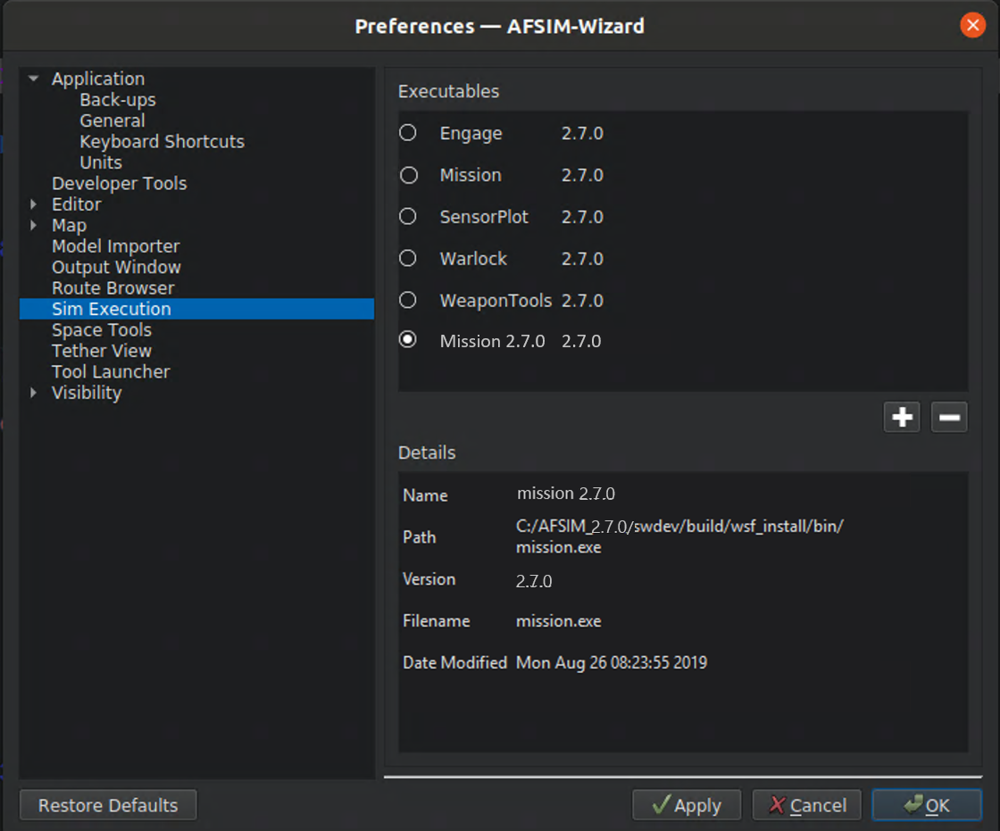 Preferences — AFSIM-Wizard
Application
Back-ups
General
Keyboard Shortcuts
Units
Developer Tools
Editor
Map
Model Importer
Output Window
Route Browser
Sim Execution
Space Tools
Tether View
Tool Launcher
Visibility
Executables
Engage 2.7.0
Mission 2.7.0
SensorPlot 2.7.0
Warlock 2.7.0
WeaponTools 2.7.0
Mission 2.7.0 2.7.0
Details
Name mission 2.7.0
Path C:/AFSIM_2.7.0/swdev/build/wsf_install/bin/
mission.exe
Version 2.7.0
Filename mission.exe
Date Modified Mon Aug 26 08:23:55 2019
Restore Defaults Apply Cancel OK